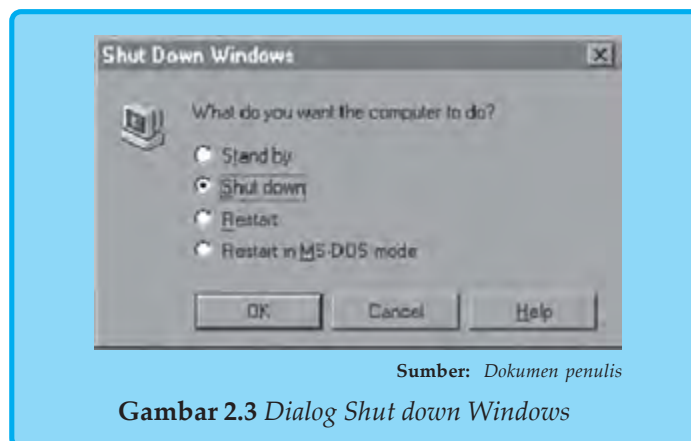 Shut Down Windows
What do you want the computer to do?
Stand by
Shut down
Restart
Restart in MS-DOS mode
OK Cancel Help
Sumber: Dokumen penulis
Gambar 2.3 Dialog Shut down Windows